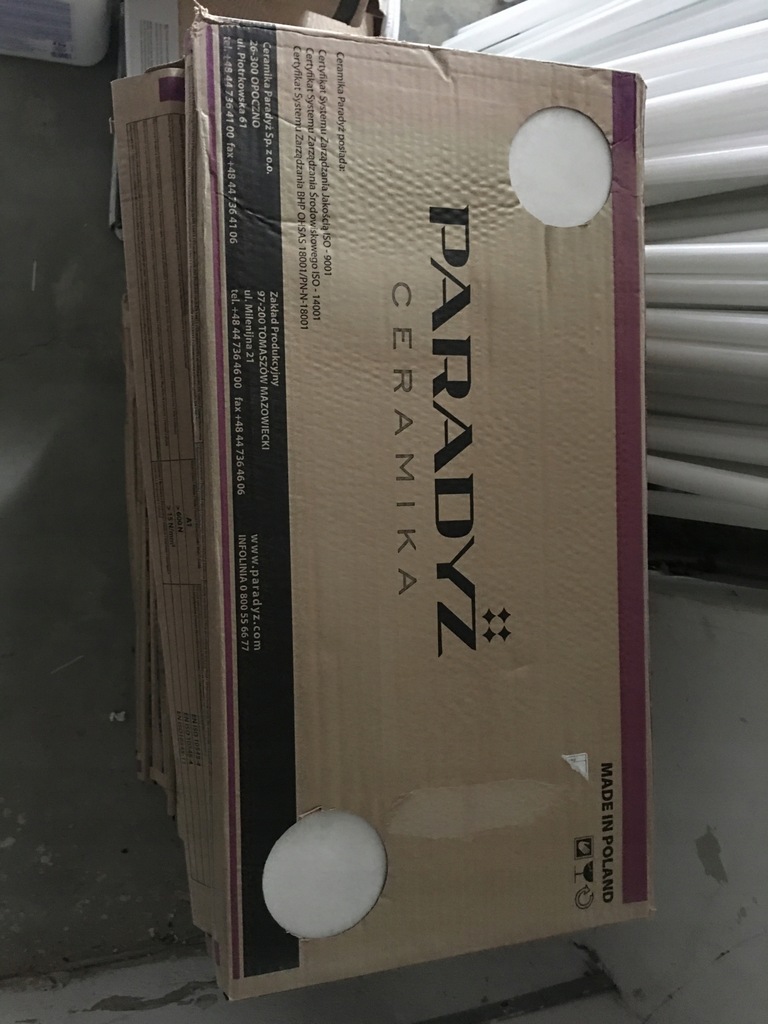 MADE IN POLAND
PARADYŻ
CERAMIKA
Ceramika Paradyż posiada:
Certyfikat Systemu Zarządzania Jakością ISO - 9001
Certyfikat Systemu Zarządzania Środowiskowego ISO - 14001
Certyfikat Systemu Zarządzania BHP OHSAS 18001/PN-N-18001
Ceramika Paradyż Sp. z o.o.
26-300 OPOCZNO
ul. Piotrkowska 61
tel. +48 44 736 41 00 fax +48 44 736 41 06
Zakład Produkcyjny
97-200 TOMASZÓW MAZOWIECKI
ul. Milenijna 21
tel. +48 44 736 46 00 fax +48 44 736 46 06
www.paradyz.com
INFOLINIA 0 800 55 66 77